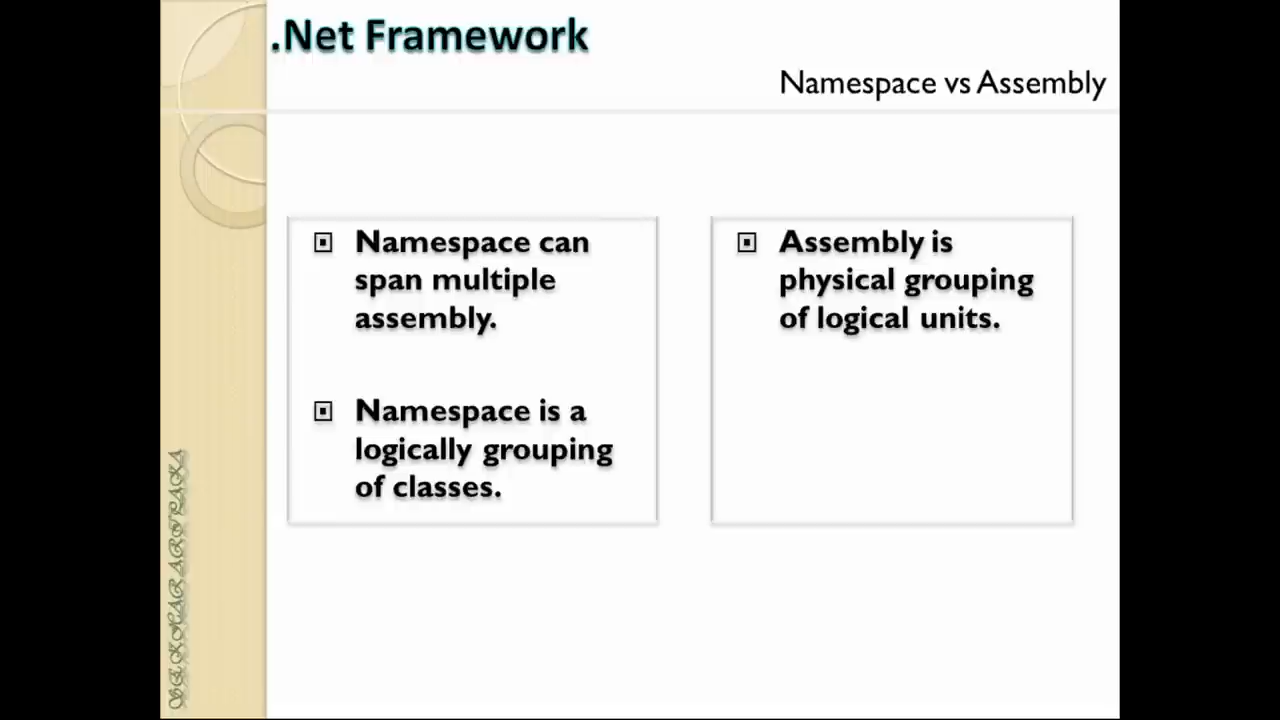 .Net Framework
Namespace vs Assembly
Namespace can
span multiple
assembly.
Namespace is a
logically grouping
of classes.
Assembly is
physical grouping
of logical units.